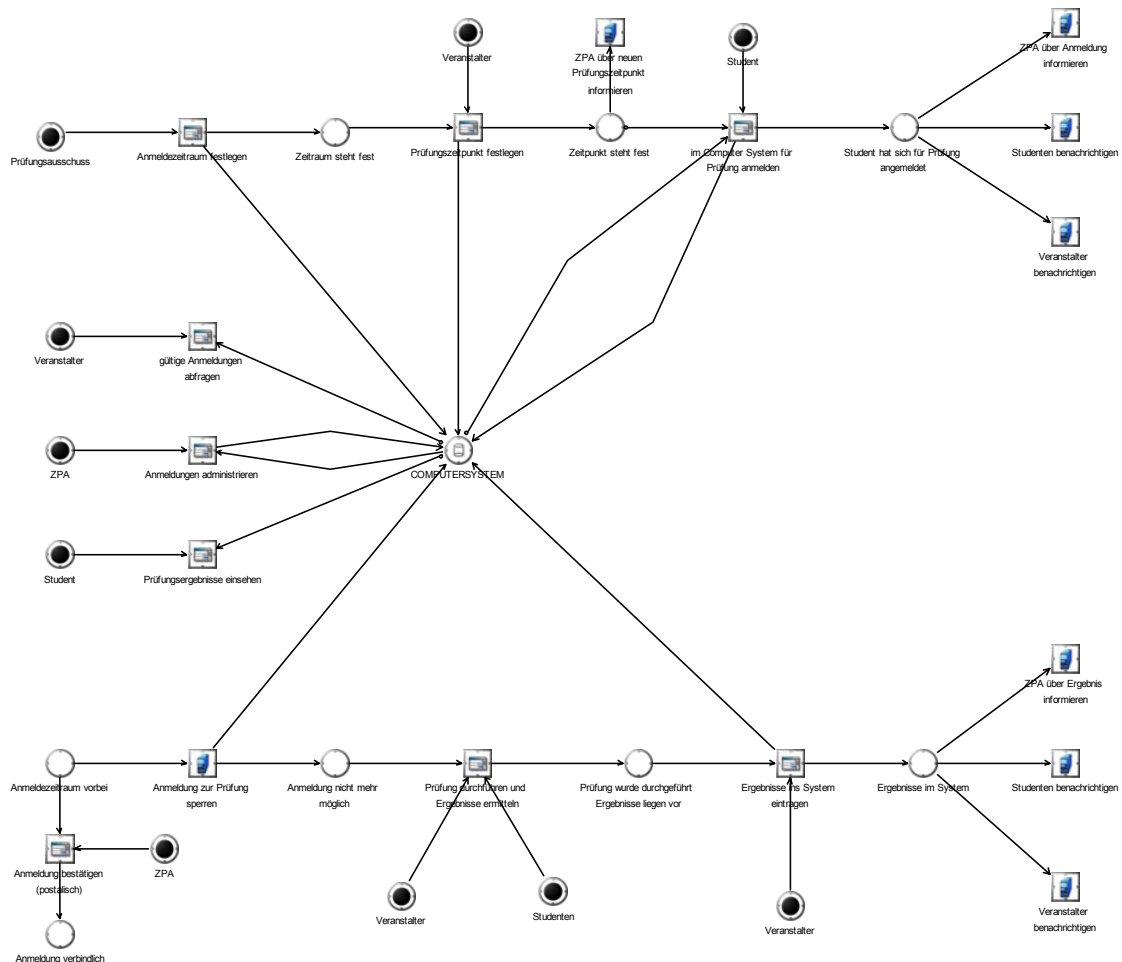 Veranstalter
ZPA über neuen
Prüfungszeitpunkt
informieren
Student
ZPA über Anmeldung
informieren
Prüfungsausschuss
Anmeldezeitraum festlegen
Zeitraum steht fest
Prüfungszeitpunkt festlegen
Zeitpunkt steht fest
im Computer System für
Prüfung anmelden
Student hat sich für Prüfung
angemeldet
Studenten benachrichtigen
Veranstalter
benachrichtigen
Veranstalter
gültige Anmeldungen
abfragen
ZPA
Anmeldungen administrieren
COMPUTERSYSTEM
Student
Prüfungsergebnisse einsehen
ZPA über Ergebnis
informieren
Anmeldezeitraum vorbei
Anmeldung zur Prüfung
sperren
Anmeldung nicht mehr
möglich
Prüfung durchführen und
Ergebnisse ermitteln
Prüfung wurde durchgeführt
Ergebnisse liegen vor
Ergebnisse ins System
eintragen
Ergebnisse im System
Studenten benachrichtigen
Anmeldung bestätigen
(postalisch)
ZPA
Veranstalter
Studenten
Veranstalter
Veranstalter
benachrichtigen
Anmeldung verbindlich